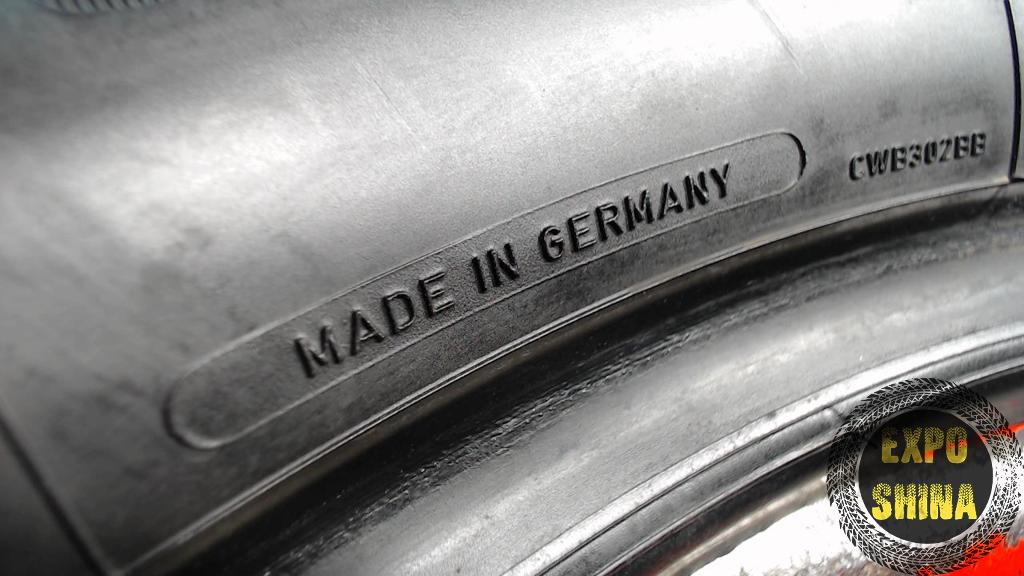 MADE IN GERMANY
CWB302BB
EXPO
SHINA